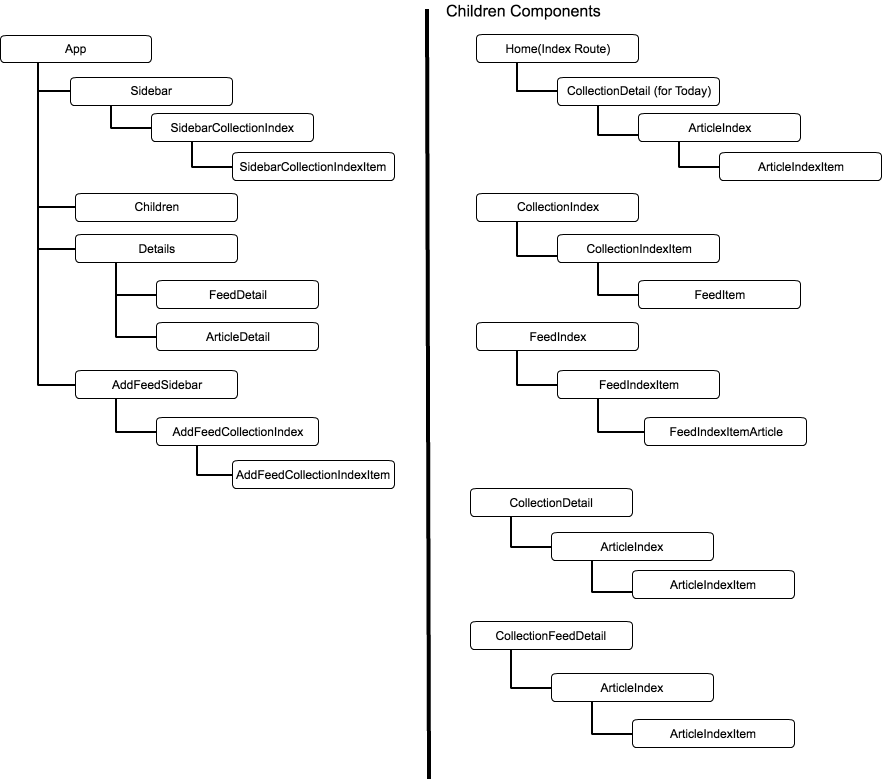 App
Sidebar
SidebarCollectionIndex
SidebarCollectionIndexItem
Children
Details
FeedDetail
ArticleDetail
AddFeedSidebar
AddFeedCollectionIndex
AddFeedCollectionIndexItem
Children Components
Home(Index Route)
CollectionDetail (for Today)
ArticleIndex
ArticleIndexItem
CollectionIndex
CollectionIndexItem
FeedItem
FeedIndex
FeedIndexItem
FeedIndexItemArticle
CollectionDetail
ArticleIndex
ArticleIndexItem
CollectionFeedDetail
ArticleIndex
ArticleIndexItem